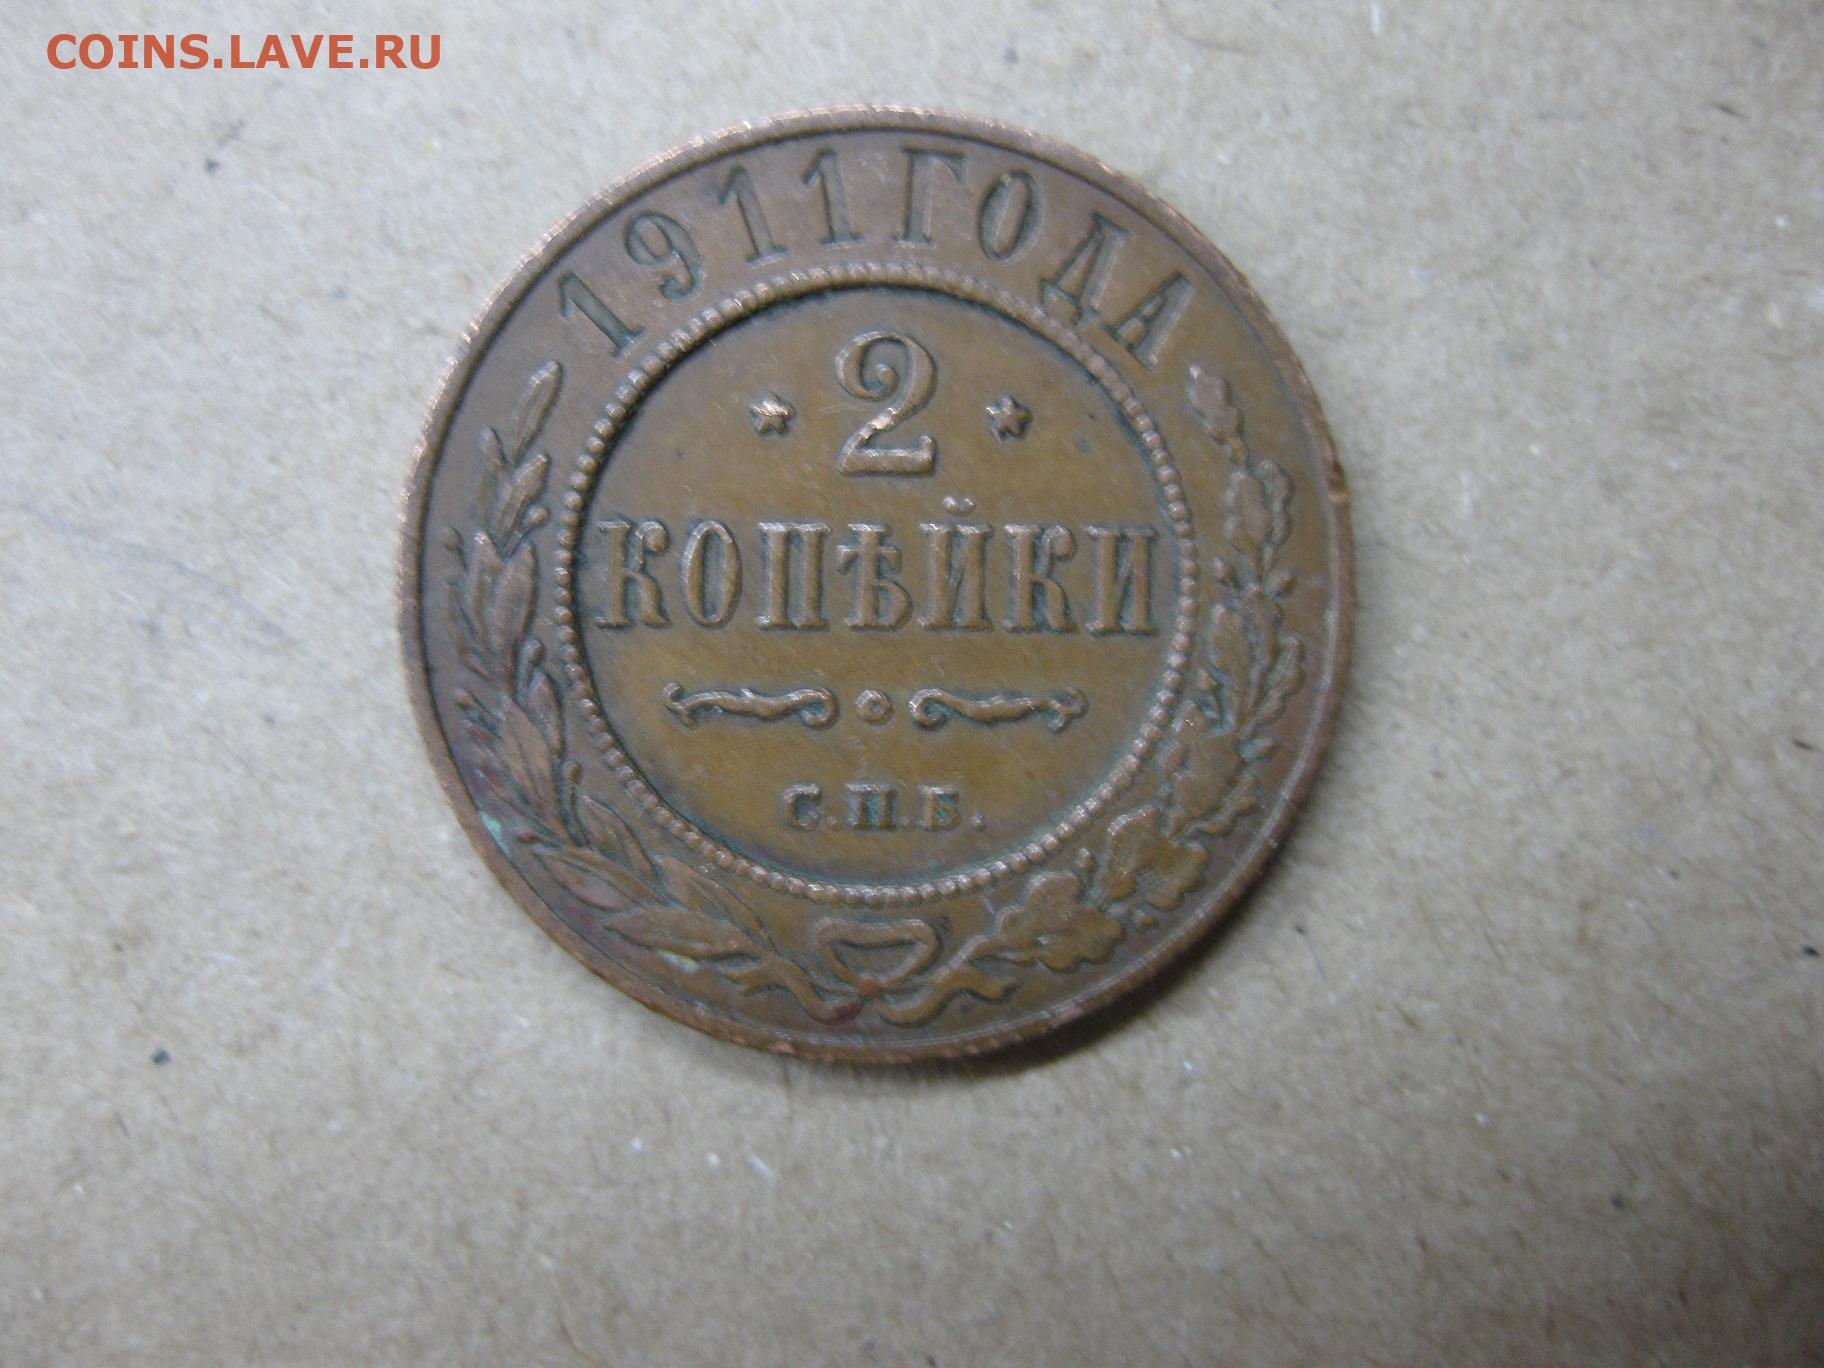 COINS.LAVE.RU
1911 ГОДА
2
КОПѢЙКИ
С.П.Б.